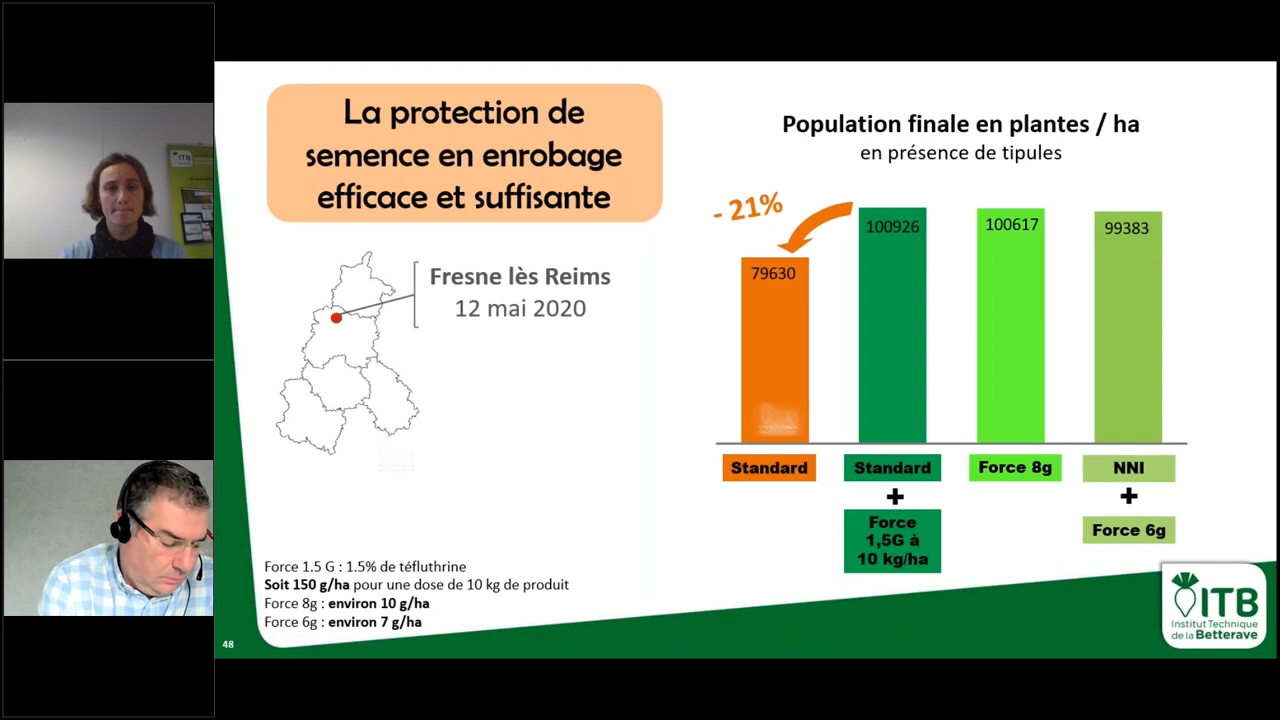 La protection de
semence en enrobage
efficace et suffisante
Fresne lès Reims
12 mai 2020
Population finale en plantes / ha
en présence de tipules
- 21%
79630
100926
100617
99383
Standard
Standard
+
Force
1,5G à
10 kg/ha
Force 8g
NNI
+
Force 6g
Force 1.5 G : 1.5% de téfluthrine
Soit 150 g/ha pour une dose de 10 kg de produit
Force 8g : environ 10 g/ha
Force 6g : environ 7 g/ha
48
ITB
Institut Technique
de la Betterave
ITB